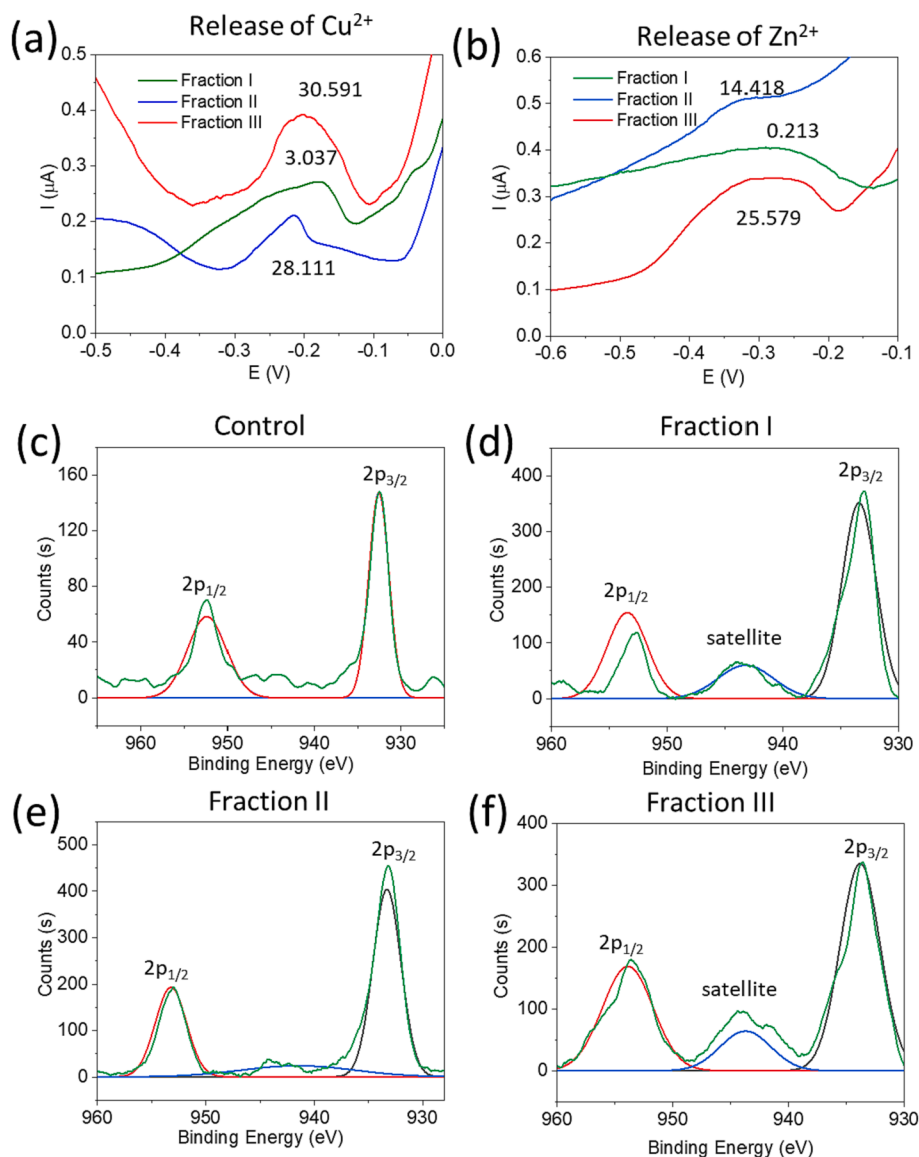 (a)
Release of Cu²⁺
0.5
0.4
0.3
0.2
0.1
0.0
I (μA)
Fraction I
Fraction II
Fraction III
30.591
3.037
28.111
-0.5 -0.4 -0.3 -0.2 -0.1 0.0
E (V)
(b)
Release of Zn²⁺
0.6
0.5
0.4
0.3
0.2
0.1
0.0
I (μA)
Fraction I
Fraction II
Fraction III
14.418
0.213
25.579
-0.6 -0.5 -0.4 -0.3 -0.2 -0.1
E (V)
(c)
Control
160
120
80
40
0
Counts (s)
2p₁/₂
2p₃/₂
960 950 940 930
Binding Energy (eV)
(d)
Fraction I
400
300
200
100
0
Counts (s)
2p₁/₂
satellite
2p₃/₂
960 950 940 930
Binding Energy (eV)
(e)
Fraction II
500
400
300
200
100
0
Counts (s)
2p₁/₂
2p₃/₂
960 950 940 930
Binding Energy (eV)
(f)
Fraction III
400
300
200
100
0
Counts (s)
2p₁/₂
satellite
2p₃/₂
960 950 940 930
Binding Energy (eV)